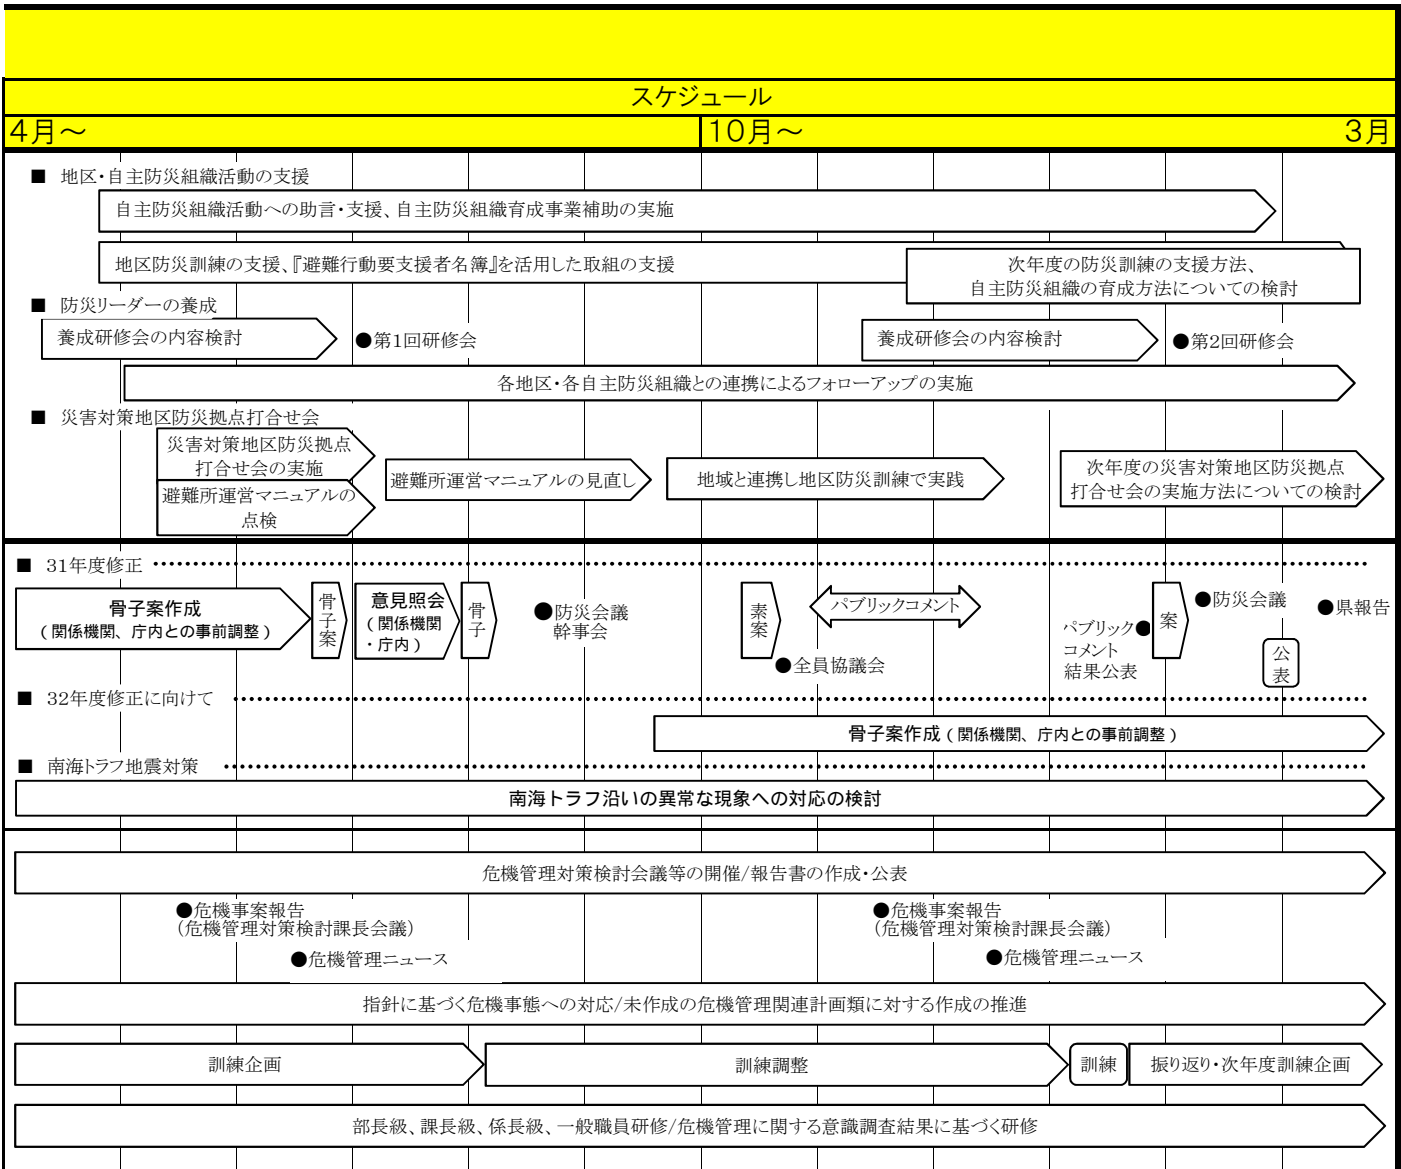 スケジュール
4月～
10月～
3月
■ 地区・自主防災組織活動の支援
自主防災組織活動への助言・支援、自主防災組織育成事業補助の実施
地区防災訓練の支援、『避難行動要支援者名簿』を活用した取組の支援
次年度の防災訓練の支援方法、
自主防災組織の育成方法についての検討
■ 防災リーダーの養成
養成研修会の内容検討
●第1回研修会
養成研修会の内容検討
●第2回研修会
各地区・各自主防災組織との連携によるフォローアップの実施
■ 災害対策地区防災拠点打合せ会
災害対策地区防災拠点
打合せ会の実施
避難所運営マニュアルの
点検
避難所運営マニュアルの見直し
地域と連携し地区防災訓練で実践
次年度の災害対策地区防災拠点
打合せ会の実施方法についての検討
■ 31年度修正
骨子案作成
(関係機関、庁内との事前調整)
骨子案
意見照会
(関係機関
・庁内)
骨子
●防災会議
幹事会
素案
●全員協議会
パブリックコメント
パブリック●
コメント
結果公表
案
●防災会議
公表
●県報告
■ 32年度修正に向けて
骨子案作成(関係機関、庁内との事前調整)
■ 南海トラフ地震対策
南海トラフ沿いの異常な現象への対応の検討
危機管理対策検討会議等の開催/報告書の作成・公表
●危機事案報告
(危機管理対策検討課長会議)
●危機管理ニュース
●危機事案報告
(危機管理対策検討課長会議)
●危機管理ニュース
指針に基づく危機事態への対応/未作成の危機管理関連計画類に対する作成の推進
訓練企画
訓練調整
訓練
振り返り・次年度訓練企画
部長級、課長級、係長級、一般職員研修/危機管理に関する意識調査結果に基づく研修